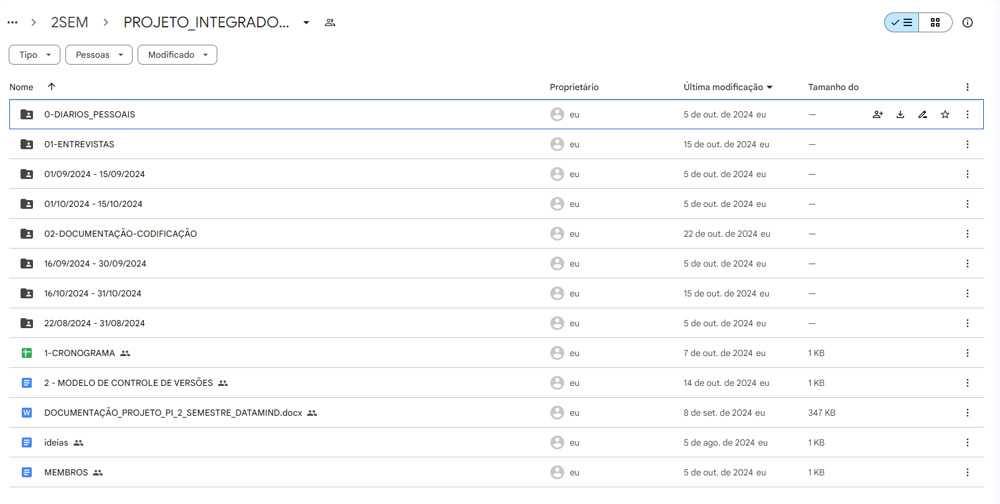 2SEM PROJETO_INTEGRADO...
Tipo Pessoas Modificado
Nome Proprietário Última modificação Tamanho do
0-DIARIOS_PESSOAIS eu 5 de out. de 2024 eu —
01-ENTREVISTAS eu 15 de out. de 2024 eu —
01/09/2024 - 15/09/2024 eu 5 de out. de 2024 eu —
01/10/2024 - 15/10/2024 eu 5 de out. de 2024 eu —
02-DOCUMENTAÇÃO-CODIFICAÇÃO eu 22 de out. de 2024 eu —
16/09/2024 - 30/09/2024 eu 5 de out. de 2024 eu —
16/10/2024 - 31/10/2024 eu 15 de out. de 2024 eu —
22/08/2024 - 31/08/2024 eu 5 de out. de 2024 eu —
1-CRONOGRAMA eu 7 de out. de 2024 eu 1 KB
2 - MODELO DE CONTROLE DE VERSÕES eu 14 de out. de 2024 eu 1 KB
W DOCUMENTAÇÃO_PROJETO_PI_2_SEMESTRE_DATAMIND.docx eu 8 de set. de 2024 eu 347 KB
ideias eu 5 de ago. de 2024 eu 1 KB
MEMBROS eu 5 de out. de 2024 eu 1 KB